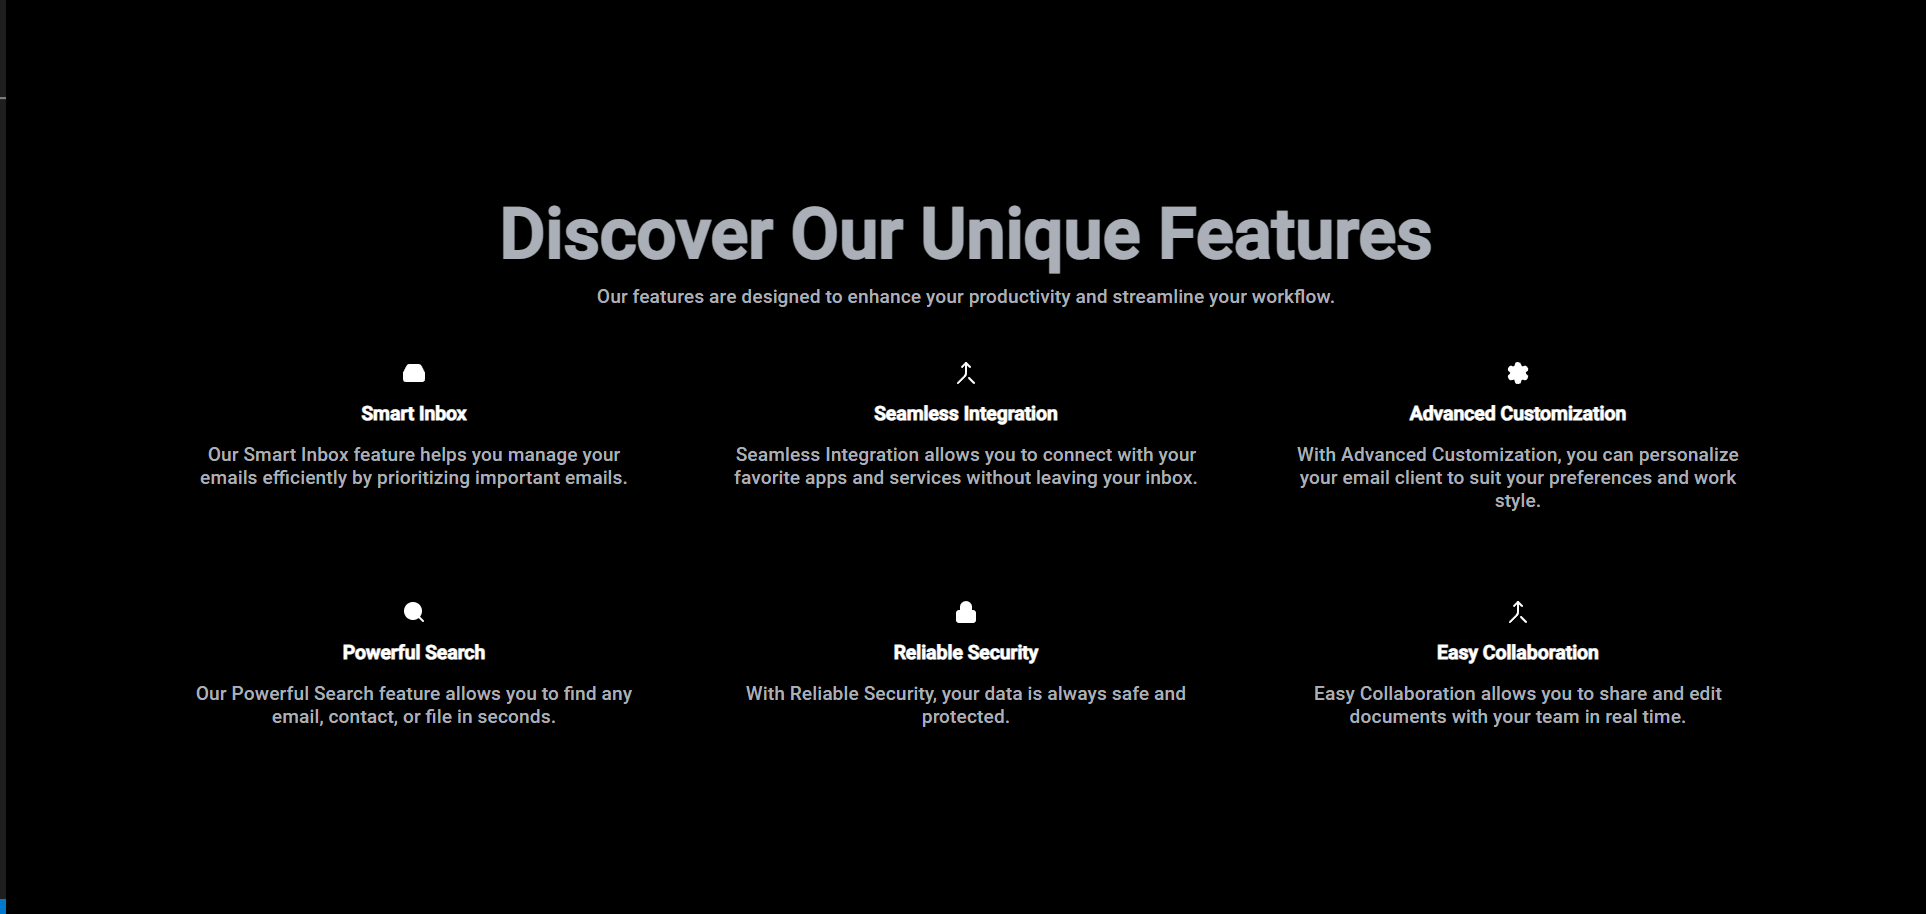 Discover Our Unique Features
Our features are designed to enhance your productivity and streamline your workflow.
Smart Inbox
Our Smart Inbox feature helps you manage your
emails efficiently by prioritizing important emails.
Seamless Integration
Seamless Integration allows you to connect with your
favorite apps and services without leaving your inbox.
Advanced Customization
With Advanced Customization, you can personalize
your email client to suit your preferences and work
style.
Powerful Search
Our Powerful Search feature allows you to find any
email, contact, or file in seconds.
Reliable Security
With Reliable Security, your data is always safe and
protected.
Easy Collaboration
Easy Collaboration allows you to share and edit
documents with your team in real time.